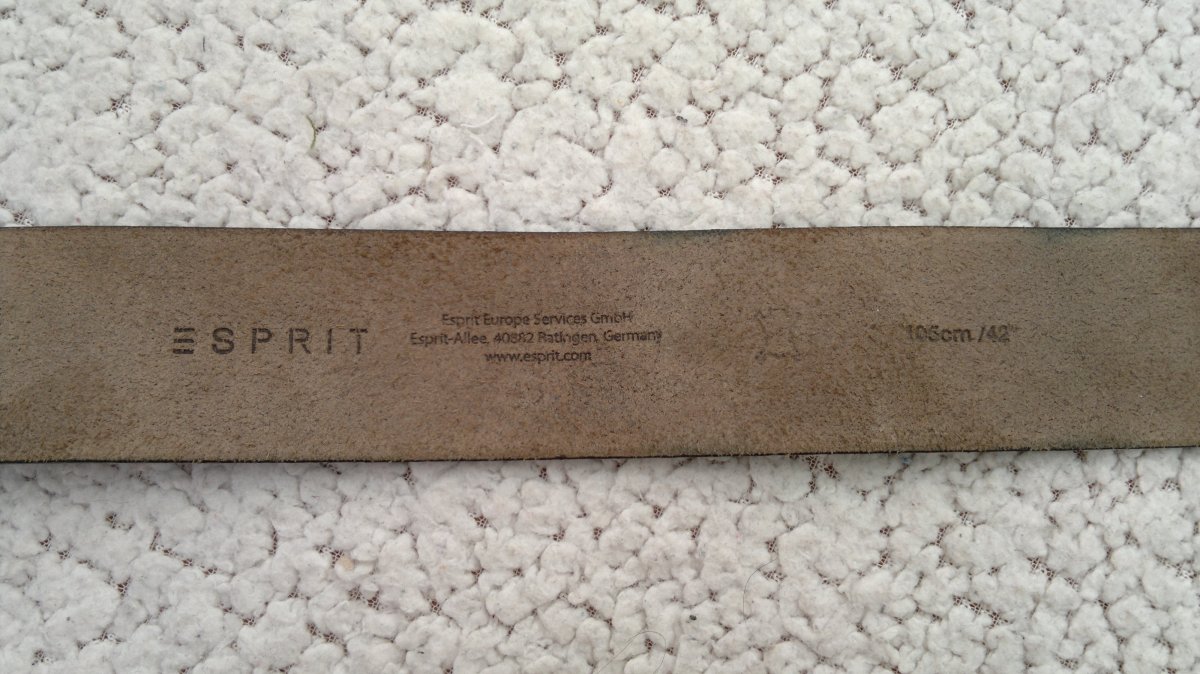 ESPRIT
Esprit Europe Services GmbH
Esprit-Allee, 40882 Ratingen, Germany
www.esprit.com
105cm /42"